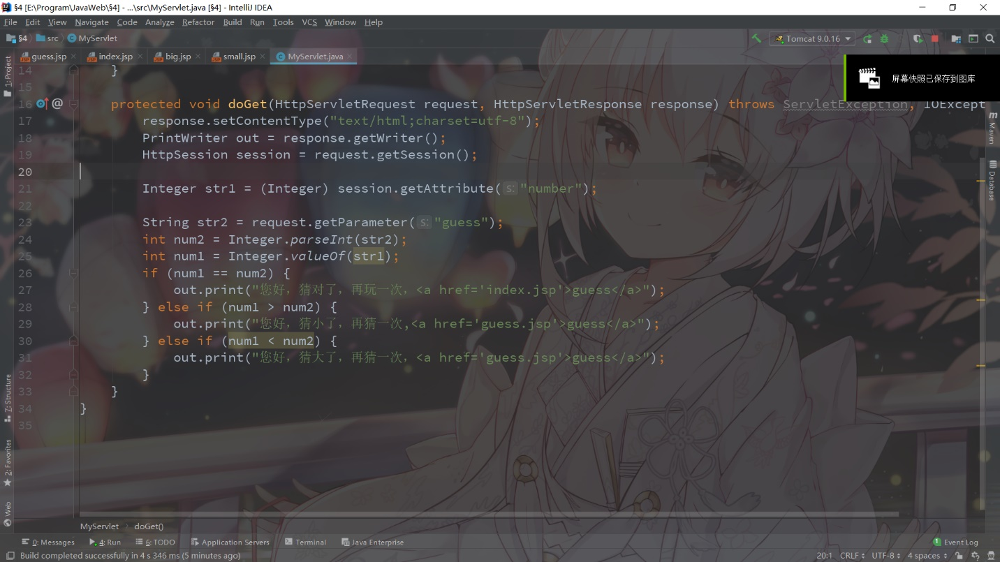 §4 [E:\Program\JavaWeb\§4] - ...\src\MyServlet.java [§4] - IntelliJ IDEA
File Edit View Navigate Code Analyze Refactor Build Run Tools VCS Window Help
§4 src MyServlet Tomcat 9.0.16
guess.jsp index.jsp big.jsp small.jsp MyServlet.java
屏幕快照已保存到图库
1: Project
Maven
Database
14 }
15
16 @ protected void doGet(HttpServletRequest request, HttpServletResponse response) throws ServletException, IOExcept
17 response.setContentType("text/html;charset=utf-8");
18 PrintWriter out = response.getWriter();
19 HttpSession session = request.getSession();
20
21 Integer str1 = (Integer) session.getAttribute( s: "number");
22
23 String str2 = request.getParameter( s: "guess");
24 int num2 = Integer.parseInt(str2);
25 int num1 = Integer.valueOf(str1);
26 if (num1 == num2) {
27 out.print("您好，猜对了，再玩一次，<a href='index.jsp'>guess</a>");
28 } else if (num1 > num2) {
29 out.print("您好，猜小了，再猜一次,<a href='guess.jsp'>guess</a>");
30 } else if (num1 < num2) {
31 out.print("您好，猜大了，再猜一次，<a href='guess.jsp'>guess</a>");
32 }
33 }
34 }
35
Z: Structure
2: Favorites
Web
MyServlet doGet()
0: Messages 4: Run 6: TODO Application Servers Terminal Java Enterprise 1 Event Log
Build completed successfully in 4 s 346 ms (5 minutes ago) 20:1 CRLF UTF-8 4 spaces